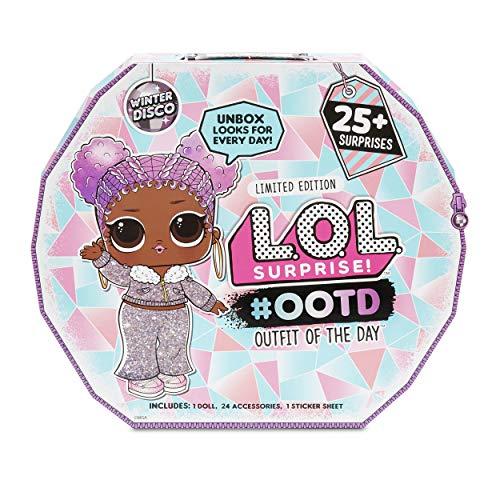 WINTER
DISCO
UNBOX
LOOKS FOR
EVERY DAY!
25+
SURPRISES
LIMITED EDITION
L.O.L.
SURPRISE!
#OOTD
OUTFIT OF THE DAY™
INCLUDES: 1 DOLL, 24 ACCESSORIES, 1 STICKER SHEET